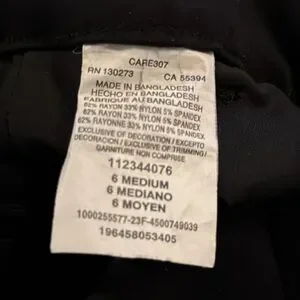 CARE307
RN 130273 CA 55394
MADE IN BANGLADESH
HECHO EN BANGLADESH
FABRIQUE AU BANGLADESH
62% RAYON 33% NYLON 5% SPANDEX
62% RAYON 33% NYLON 5% SPANDEX
62% RAYONNE 33% NYLON 5% SPANDEX
EXCLUSIVE OF DECORATION / EXCEPTO
DECORACION / EXCLUSIVE OF TRIMMING/
GARNITURE NON COMPRISE
112344076
6 MEDIUM
6 MEDIANO
6 MOYEN
1000255577-23F-4500749039
196458053405